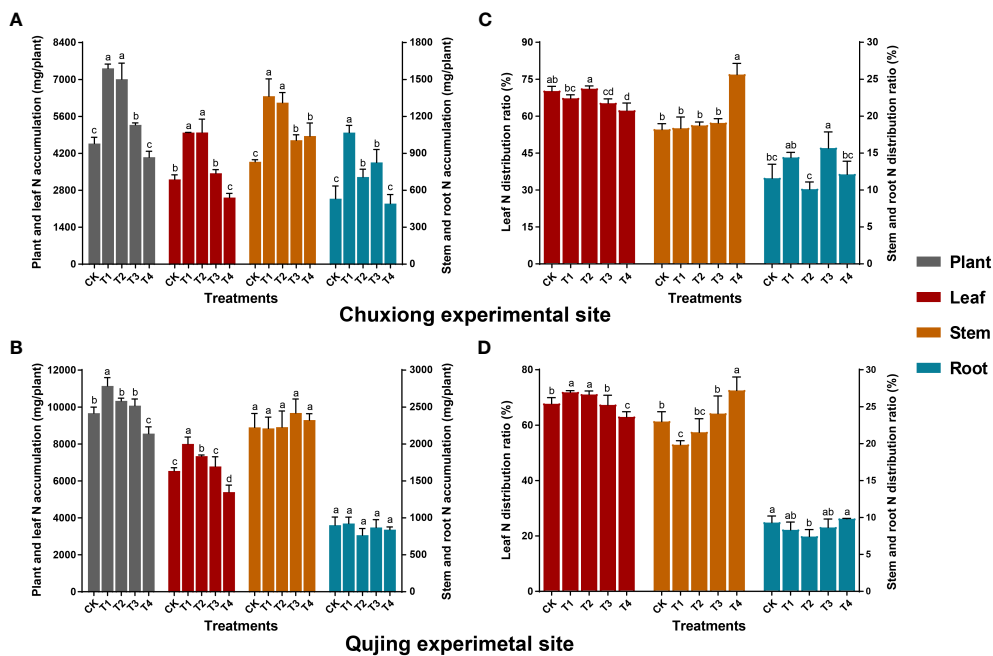 A
Plant and leaf N accumulation (mg/plant)
8400
7000
5600
4200
2800
1400
0
c a a b c
c a a b c
c a a b b
c a b b c
1800
1500
1200
900
600
300
0
Stem and root N accumulation (mg/plant)
CK T1 T2 T3 T4 CK T1 T2 T3 T4 CK T1 T2 T3 T4 CK T1 T2 T3 T4
Treatments
C
Leaf N distribution ratio (%)
90
75
60
45
30
15
0
ab bc a cd d
b b b b a
bc ab c a bc
30
25
20
15
10
5
0
Stem and root N distribution ratio (%)
CK T1 T2 T3 T4 CK T1 T2 T3 T4 CK T1 T2 T3 T4
Treatments
Chuxiong experimental site
Plant
Leaf
Stem
Root
B
Plant and leaf N accumulation (mg/plant)
12000
10000
8000
6000
4000
2000
0
b a b b c
c a b c d
a a a a a
a a a a a
3000
2500
2000
1500
1000
500
0
Stem and root N accumulation (mg/plant)
CK T1 T2 T3 T4 CK T1 T2 T3 T4 CK T1 T2 T3 T4 CK T1 T2 T3 T4
Treatments
D
Leaf N distribution ratio (%)
80
60
40
20
0
b a a b c
b c bc b a
a ab b ab a
30
25
20
15
10
5
0
Stem and root N distribution ratio (%)
CK T1 T2 T3 T4 CK T1 T2 T3 T4 CK T1 T2 T3 T4
Treatments
Qujing experimetal site